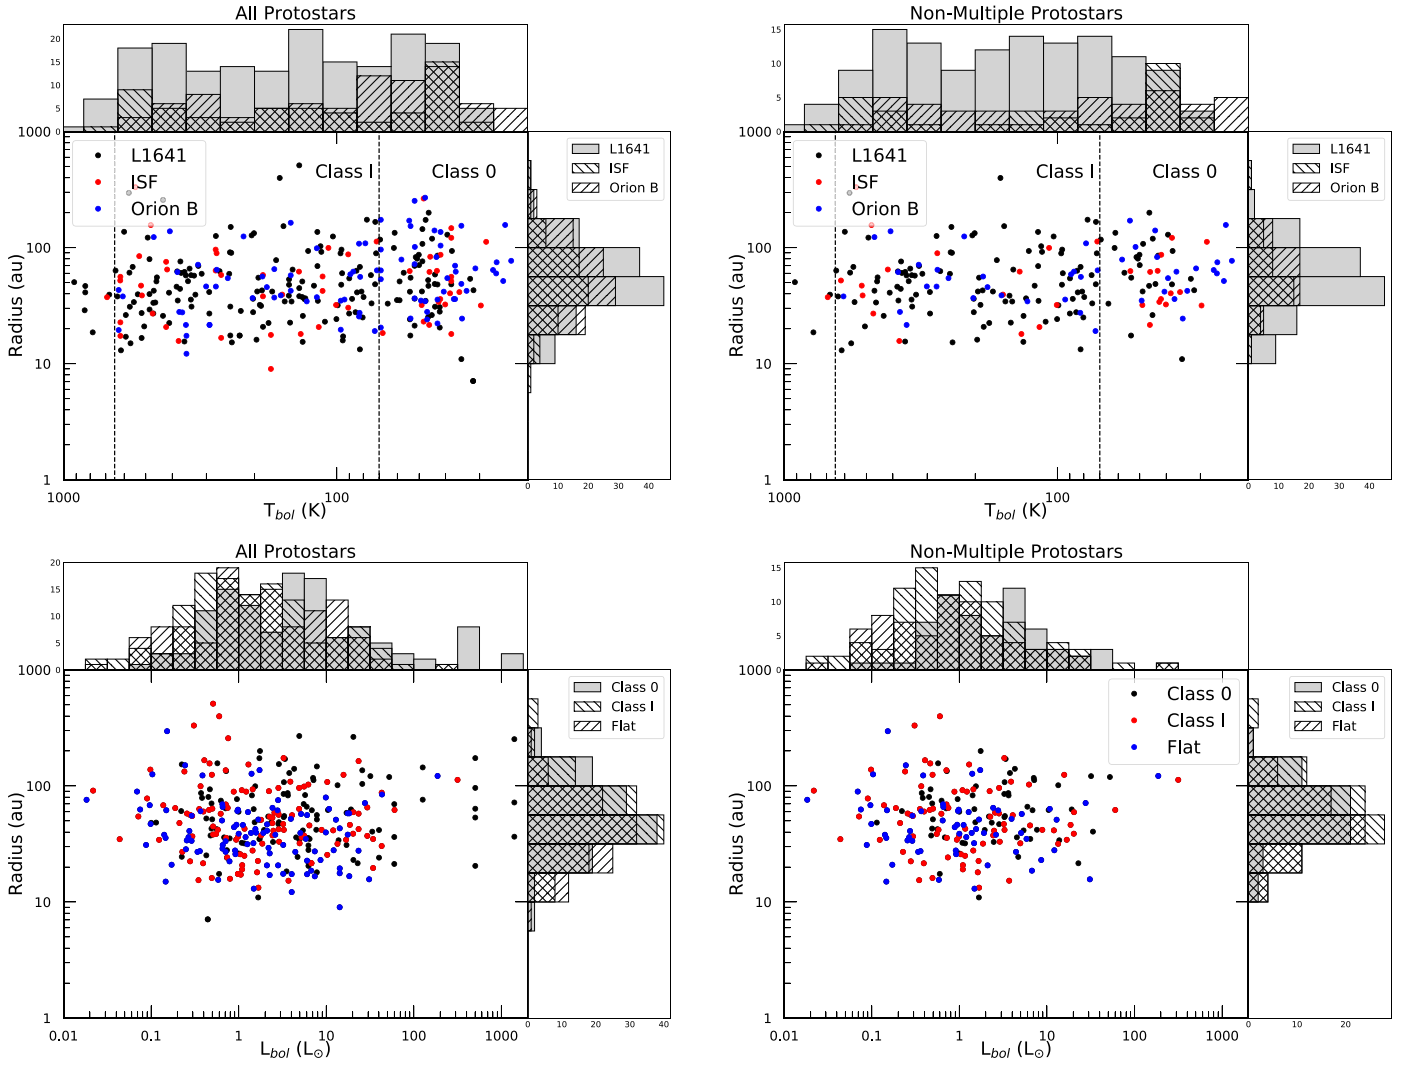 All Protostars
20
15
10
5
0
1000
100
10
1
Radius (au)
L1641
ISF
Orion B
Class I
Class 0
L1641
ISF
Orion B
1000
100
0
10
20
30
40
T_bol (K)
Non-Multiple Protostars
15
10
5
0
1000
100
10
1
Radius (au)
L1641
ISF
Orion B
Class I
Class 0
L1641
ISF
Orion B
1000
100
0
10
20
30
40
T_bol (K)
All Protostars
20
15
10
5
0
1000
100
10
1
Radius (au)
Class 0
Class I
Flat
0.01
0.1
1
10
100
1000
0
10
20
30
40
L_bol (L⊙)
Non-Multiple Protostars
15
10
5
0
1000
100
10
1
Radius (au)
Class 0
Class I
Flat
Class 0
Class I
Flat
0.01
0.1
1
10
100
1000
0
10
20
L_bol (L⊙)